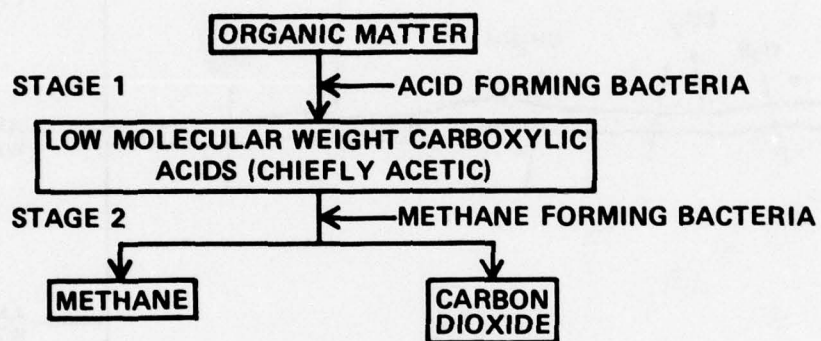 ORGANIC MATTER
STAGE 1
ACID FORMING BACTERIA
LOW MOLECULAR WEIGHT CARBOXYLIC
ACIDS (CHIEFLY ACETIC)
STAGE 2
METHANE FORMING BACTERIA
METHANE
CARBON
DIOXIDE